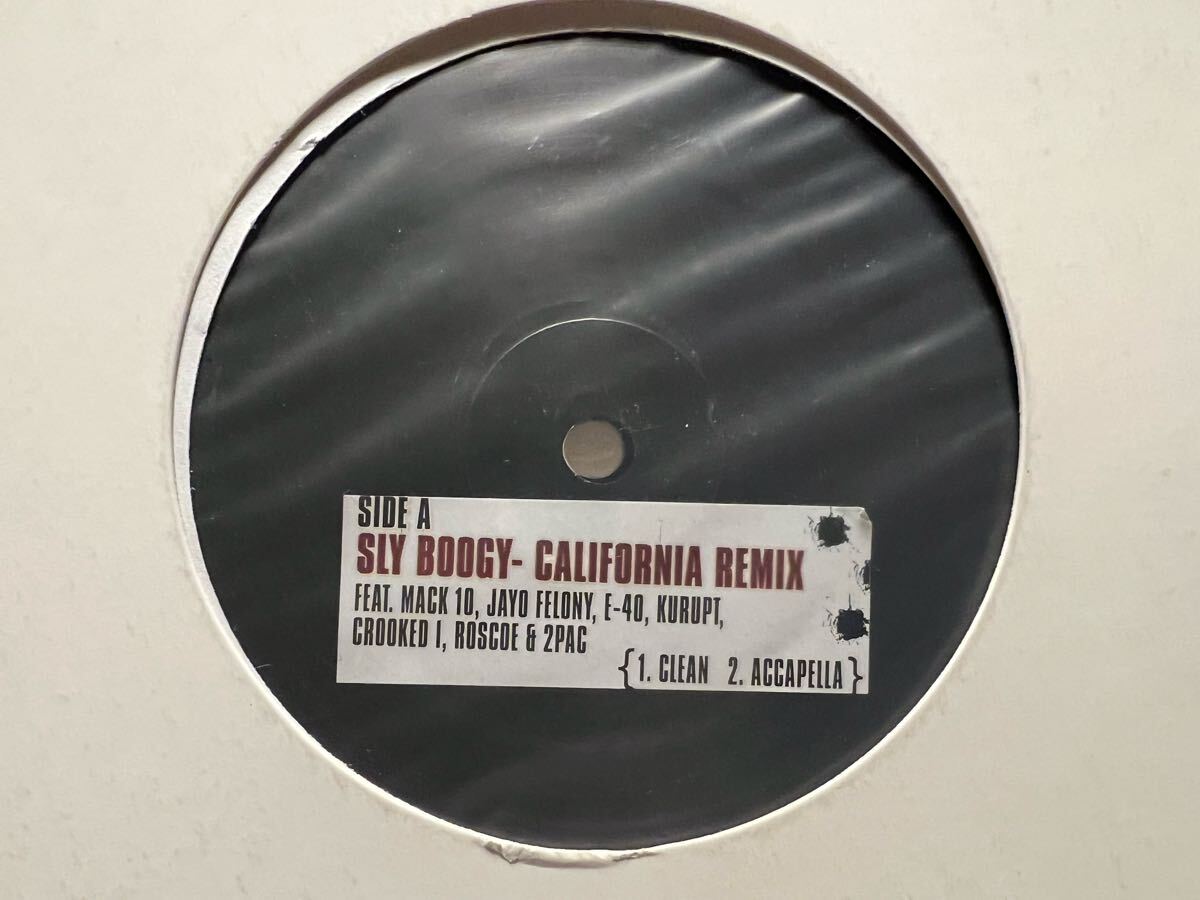 SIDE A
SLY BOOGY- CALIFORNIA REMIX
FEAT. MACK 10, JAYO FELONY, E-40, KURUPT,
CROOKED I, ROSCOE & 2PAC
{1. CLEAN 2. ACCAPELLA}